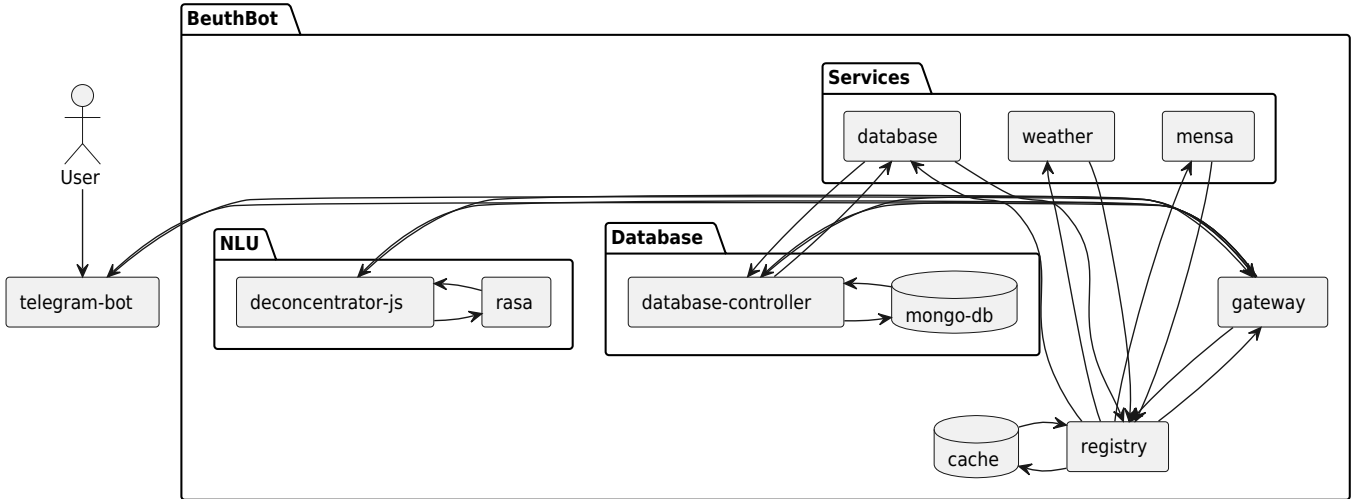 BeuthBot
Services
database
weather
mensa
User
NLU
Database
telegram-bot
deconcentrator-js
rasa
database-controller
mongo-db
gateway
cache
registry